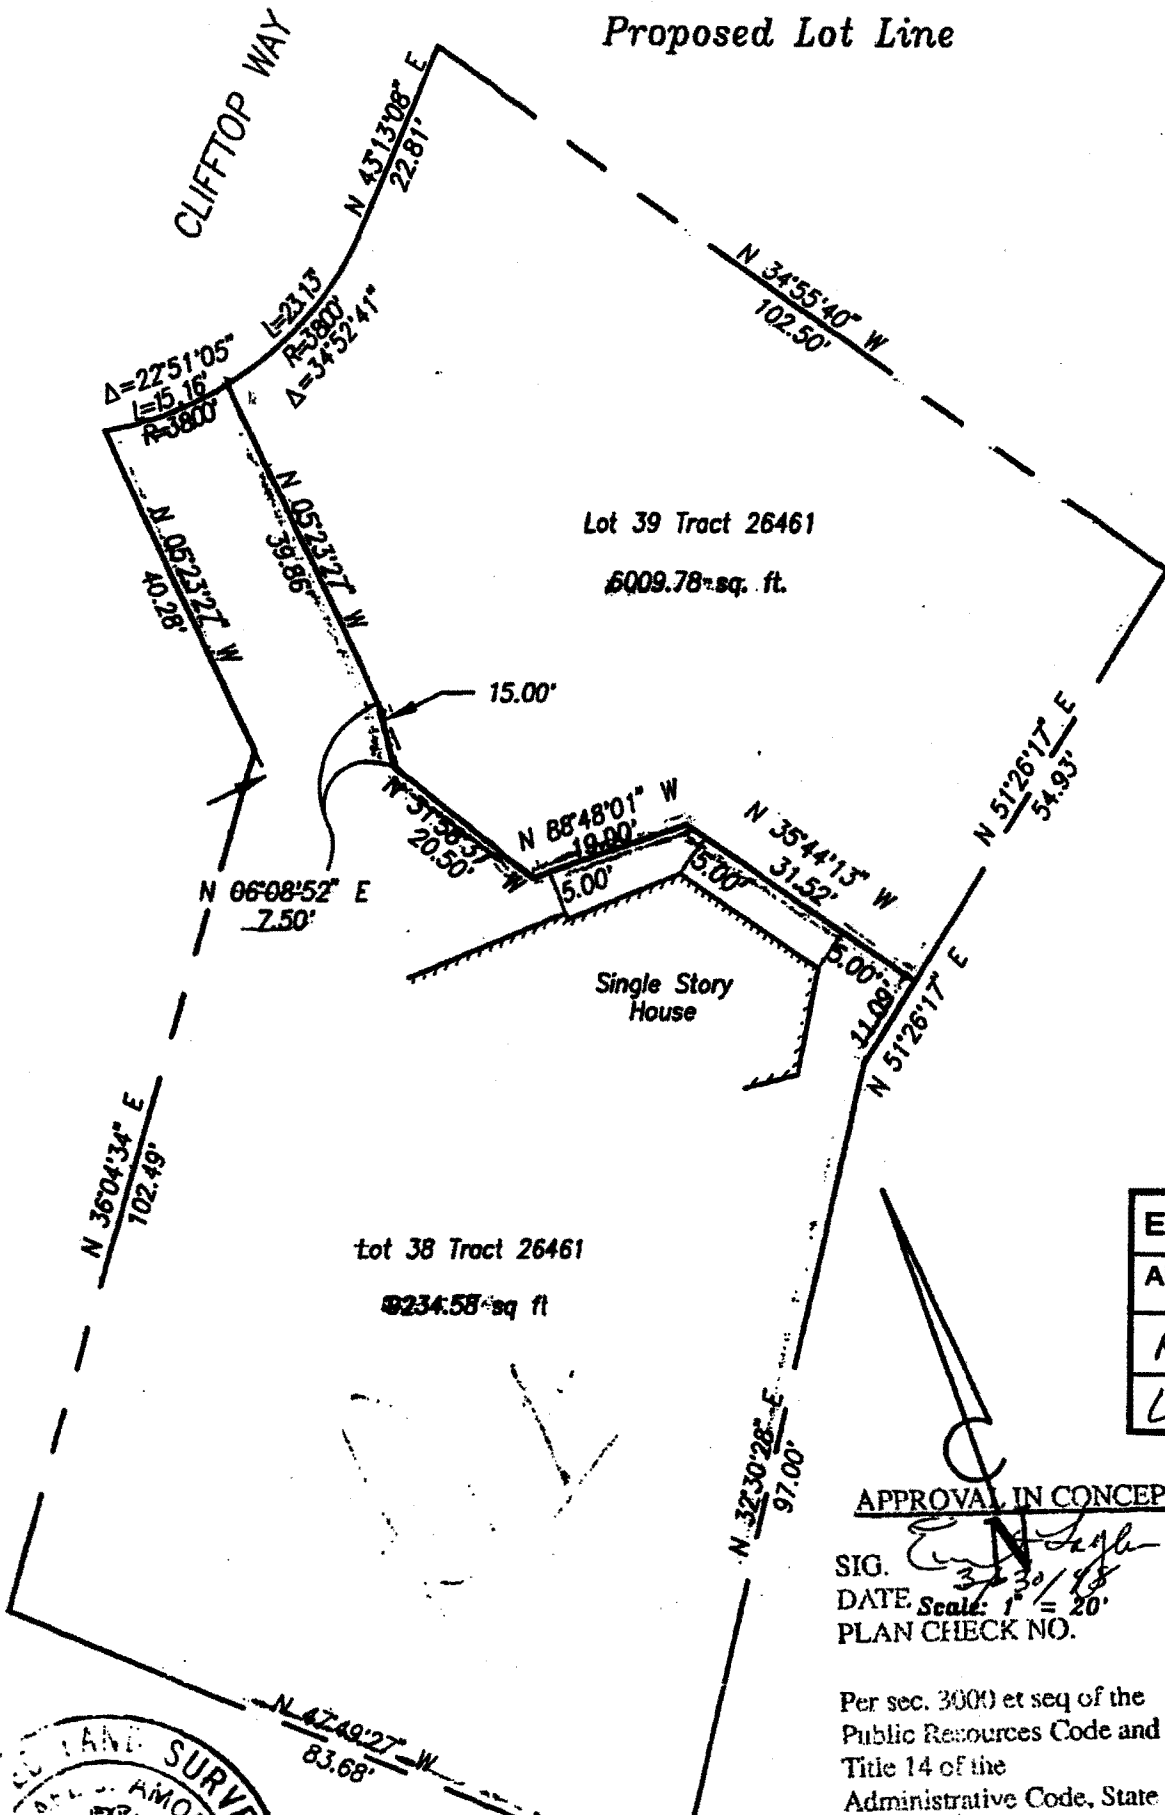 Proposed Lot Line
CLIFFTOP WAY
N 43°13'08" E
22.81'
N 34°55'40" W
102.50'
L=23.13'
R=38.00'
Δ=34°52'41"
Δ=22°51'05"
L=15.16'
R=38.00'
N 05°23'27" W
39.86'
N 05°23'27" W
40.28'
Lot 39 Tract 26461
6009.78 sq. ft.
15.00'
N 51°26'17" E
54.93'
N 31°58'37" W
20.50'
N 88°48'01" W
19.00'
5.00'
N 35°44'13" W
31.52'
5.00'
N 06°08'52" E
7.50'
5.00'
11.09'
N 51°26'17" E
Single Story
House
N 36°04'34" E
102.49'
Lot 38 Tract 26461
9234.58 sq ft
N 32°30'28" E
97.00'
E
A
APPROVAL IN CONCEP
N
SIG.
DATE
Scale: 1" = 20'
PLAN CHECK NO.
Per sec. 3000 et seq of the
Public Resources Code and
Title 14 of the
Administrative Code, State
N 47°49'27" W
83.68'
LAND SURVE